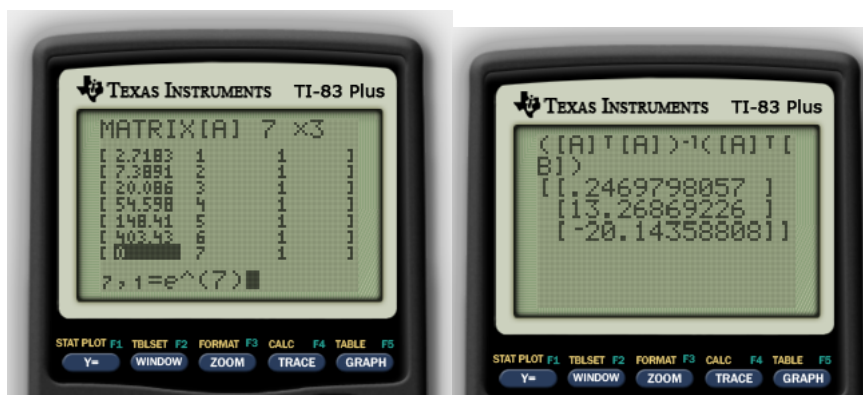 TEXAS INSTRUMENTS TI-83 Plus
MATRIX[A] 7 ×3
[ 2.7183 1 1 ]
[ 7.3891 2 1 ]
[ 20.086 3 1 ]
[ 54.598 4 1 ]
[ 148.41 5 1 ]
[ 403.43 6 1 ]
[ 0 7 1 ]
7,1=e^(7)
STAT PLOT F1 TBLSET F2 FORMAT F3 CALC F4 TABLE F5
Y= WINDOW ZOOM TRACE GRAPH
TEXAS INSTRUMENTS TI-83 Plus
([A]ᵀ[A])⁻¹([A]ᵀ[
B])
[[.2469798057 ]
[13.26869226 ]
[-20.14358808]]
STAT PLOT F1 TBLSET F2 FORMAT F3 CALC F4 TABLE F5
Y= WINDOW ZOOM TRACE GRAPH